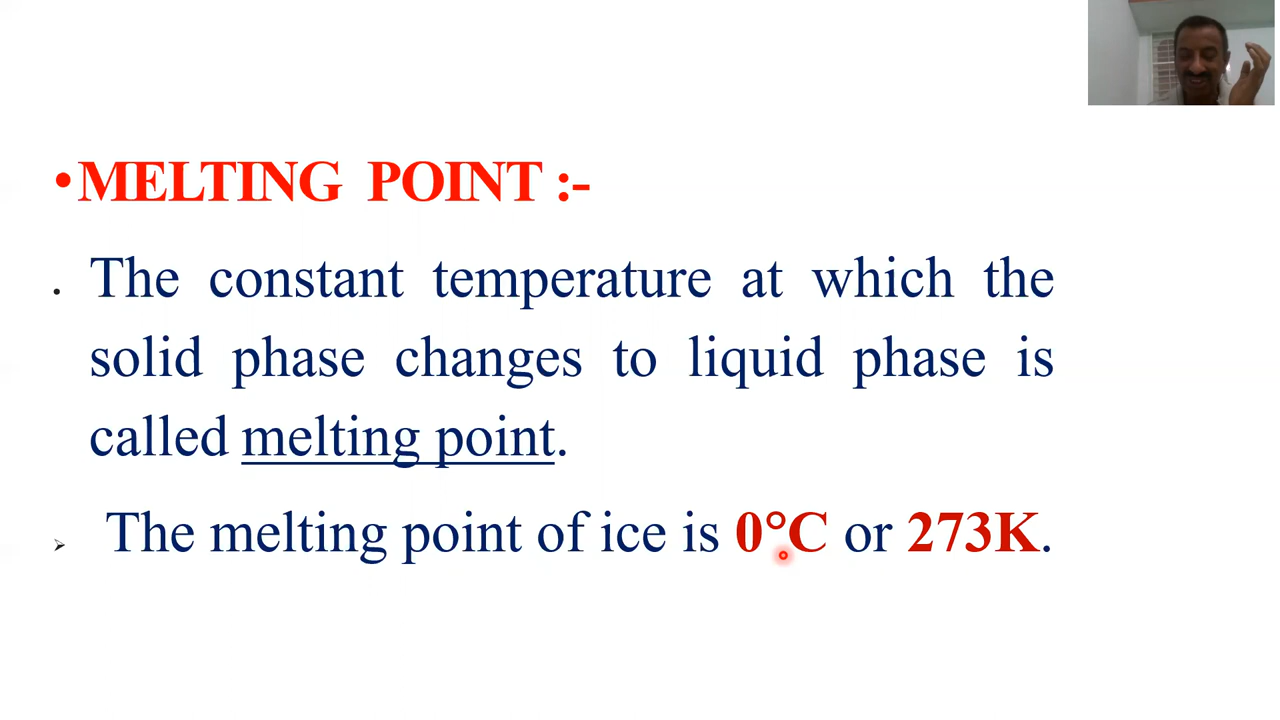 •MELTING POINT :-
. The constant temperature at which the
solid phase changes to liquid phase is
called melting point.
➢ The melting point of ice is 0°C or 273K.